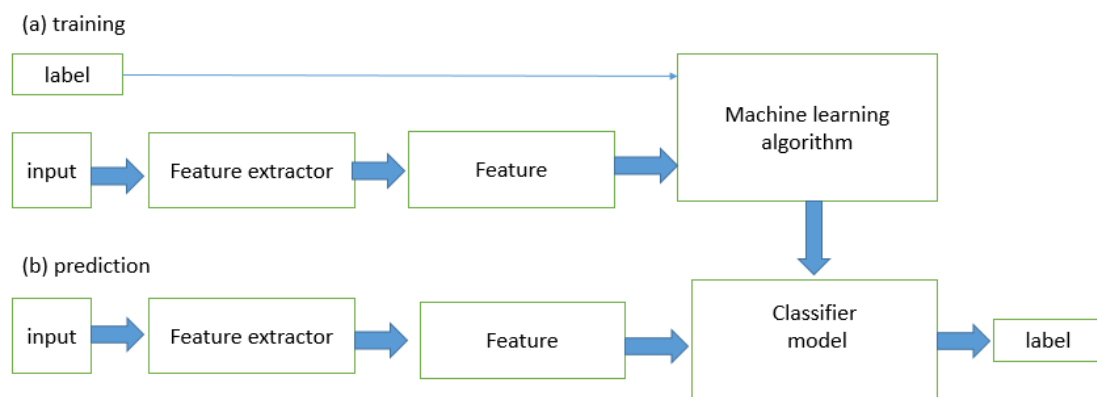 (a) training
label
Machine learning
algorithm
input
Feature extractor
Feature
(b) prediction
input
Feature extractor
Feature
Classifier
model
label